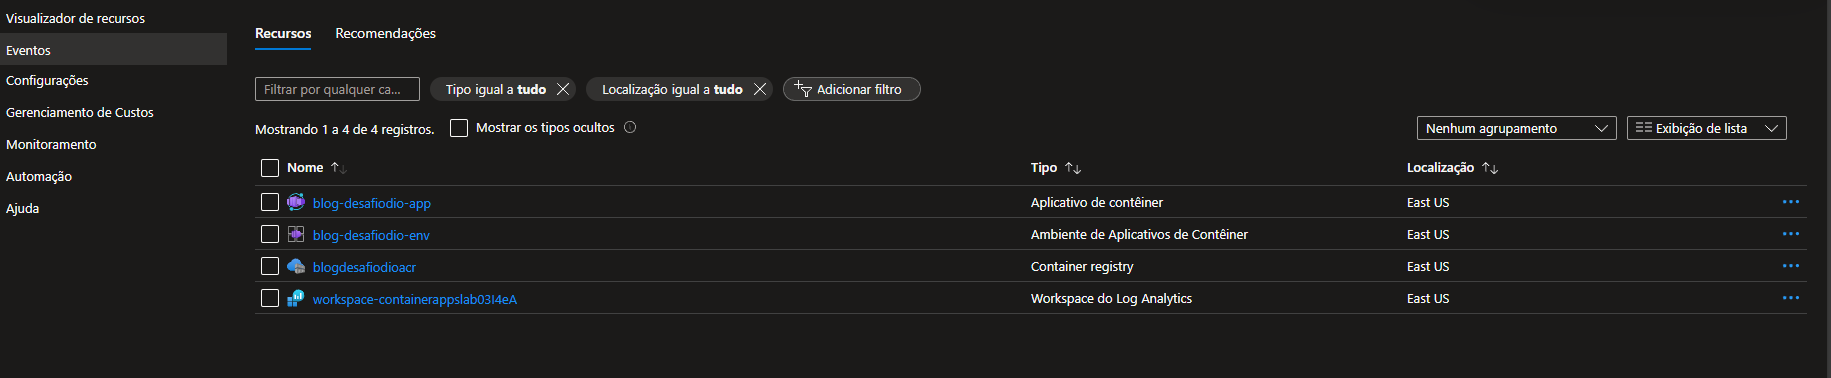 Visualizador de recursos
Eventos
Configurações
Gerenciamento de Custos
Monitoramento
Automação
Ajuda
Recursos Recomendações
Filtrar por qualquer ca... Tipo igual a tudo Localização igual a tudo Adicionar filtro
Mostrando 1 a 4 de 4 registros. Mostrar os tipos ocultos Nenhum agrupamento Exibição de lista
Nome Tipo Localização
blog-desafiodio-app Aplicativo de contêiner East US
blog-desafiodio-env Ambiente de Aplicativos de Contêiner East US
blogdesafiodioacr Container registry East US
workspace-containerappslab03I4eA Workspace do Log Analytics East US